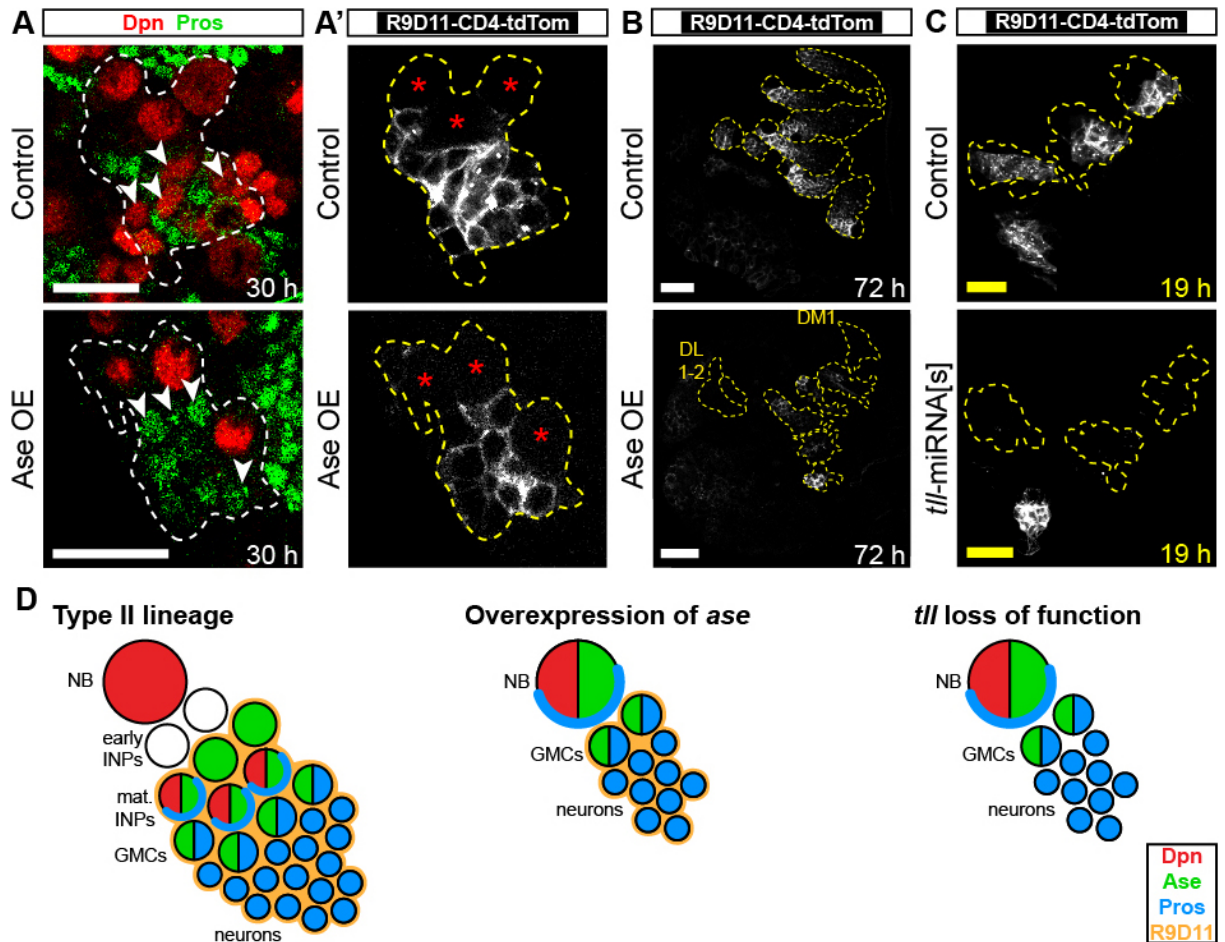 A
Dpn Pros
A'
R9D11-CD4-tdTom
B
R9D11-CD4-tdTom
C
R9D11-CD4-tdTom
Control
30 h
Control
Control
72 h
Control
19 h
Ase OE
30 h
Ase OE
Ase OE
DL
1-2
DM1
72 h
tll-miRNA[s]
19 h
D
Type II lineage
NB
early
INPs
mat.
INPs
GMCs
neurons
Overexpression of ase
NB
GMCs
neurons
tll loss of function
NB
GMCs
neurons
Dpn
Ase
Pros
R9D11